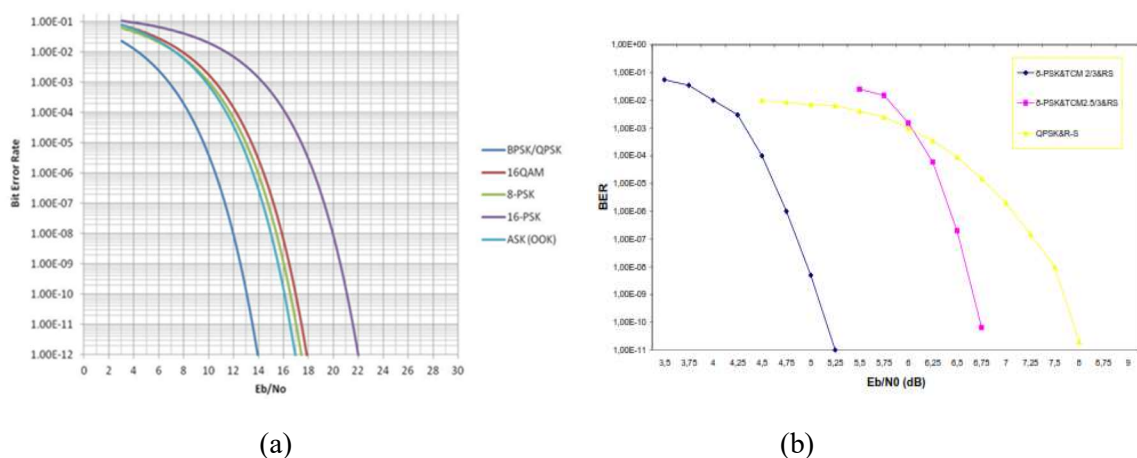 1.00E-01
1.00E-02
1.00E-03
1.00E-04
1.00E-05
1.00E-06
1.00E-07
1.00E-08
1.00E-09
1.00E-10
1.00E-11
1.00E-12
Bit Error Rate
0 2 4 6 8 10 12 14 16 18 20 22 24 26 28 30
Eb/No
BPSK/QPSK
16QAM
8-PSK
16-PSK
ASK (OOK)
(a)
1,00E+00
1,00E-01
1,00E-02
1,00E-03
1,00E-04
1,00E-05
1,00E-06
1,00E-07
1,00E-08
1,00E-09
1,00E-10
1,00E-11
BER
3,5 3,75 4 4,25 4,5 4,75 5 5,25 5,5 5,75 6 6,25 6,5 6,75 7 7,25 7,5 8 8,75 9
Eb/N0 (dB)
8-PSK&TCM 2/3&RS
8-PSK&TCM2.5/3&RS
QPSK&R-S
(b)